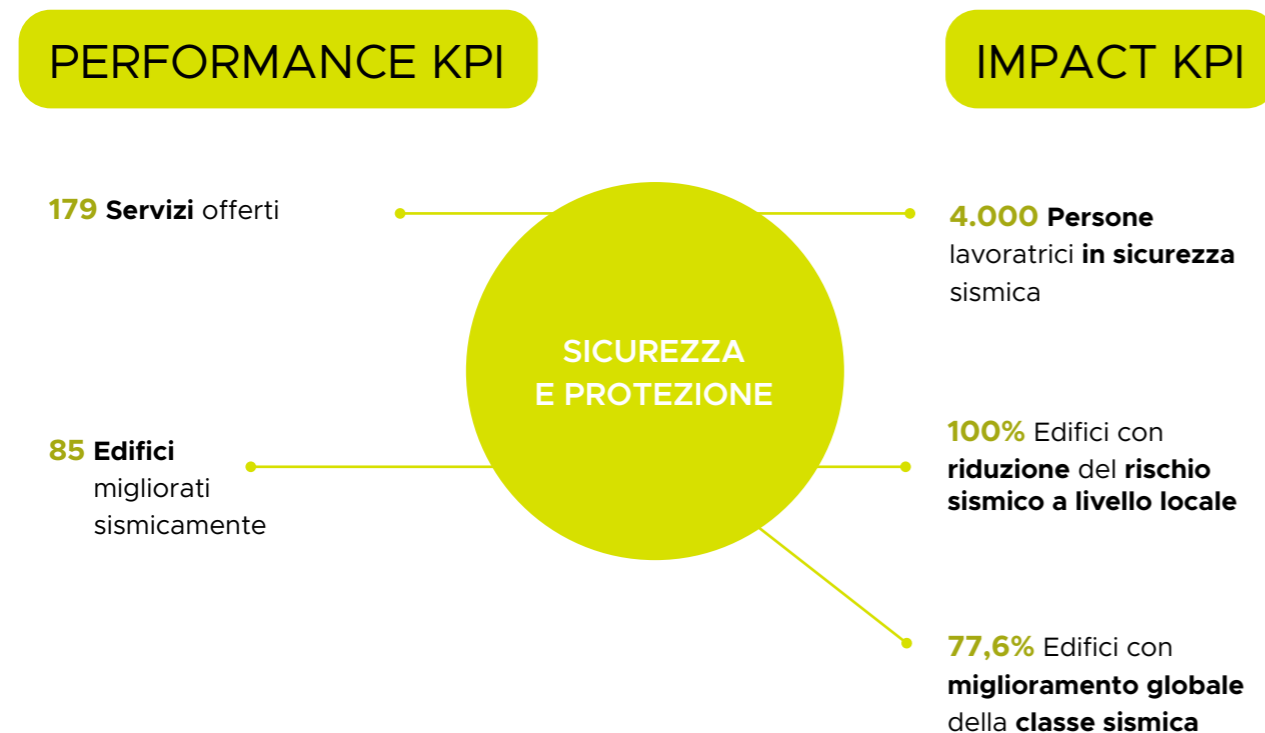 PERFORMANCE KPI
IMPACT KPI
179 Servizi offerti
85 Edifici
migliorati
sismicamente
SICUREZZA
E PROTEZIONE
4.000 Persone
lavoratrici in sicurezza
sismica
100% Edifici con
riduzione del rischio
sismico a livello locale
77,6% Edifici con
miglioramento globale
della classe sismica